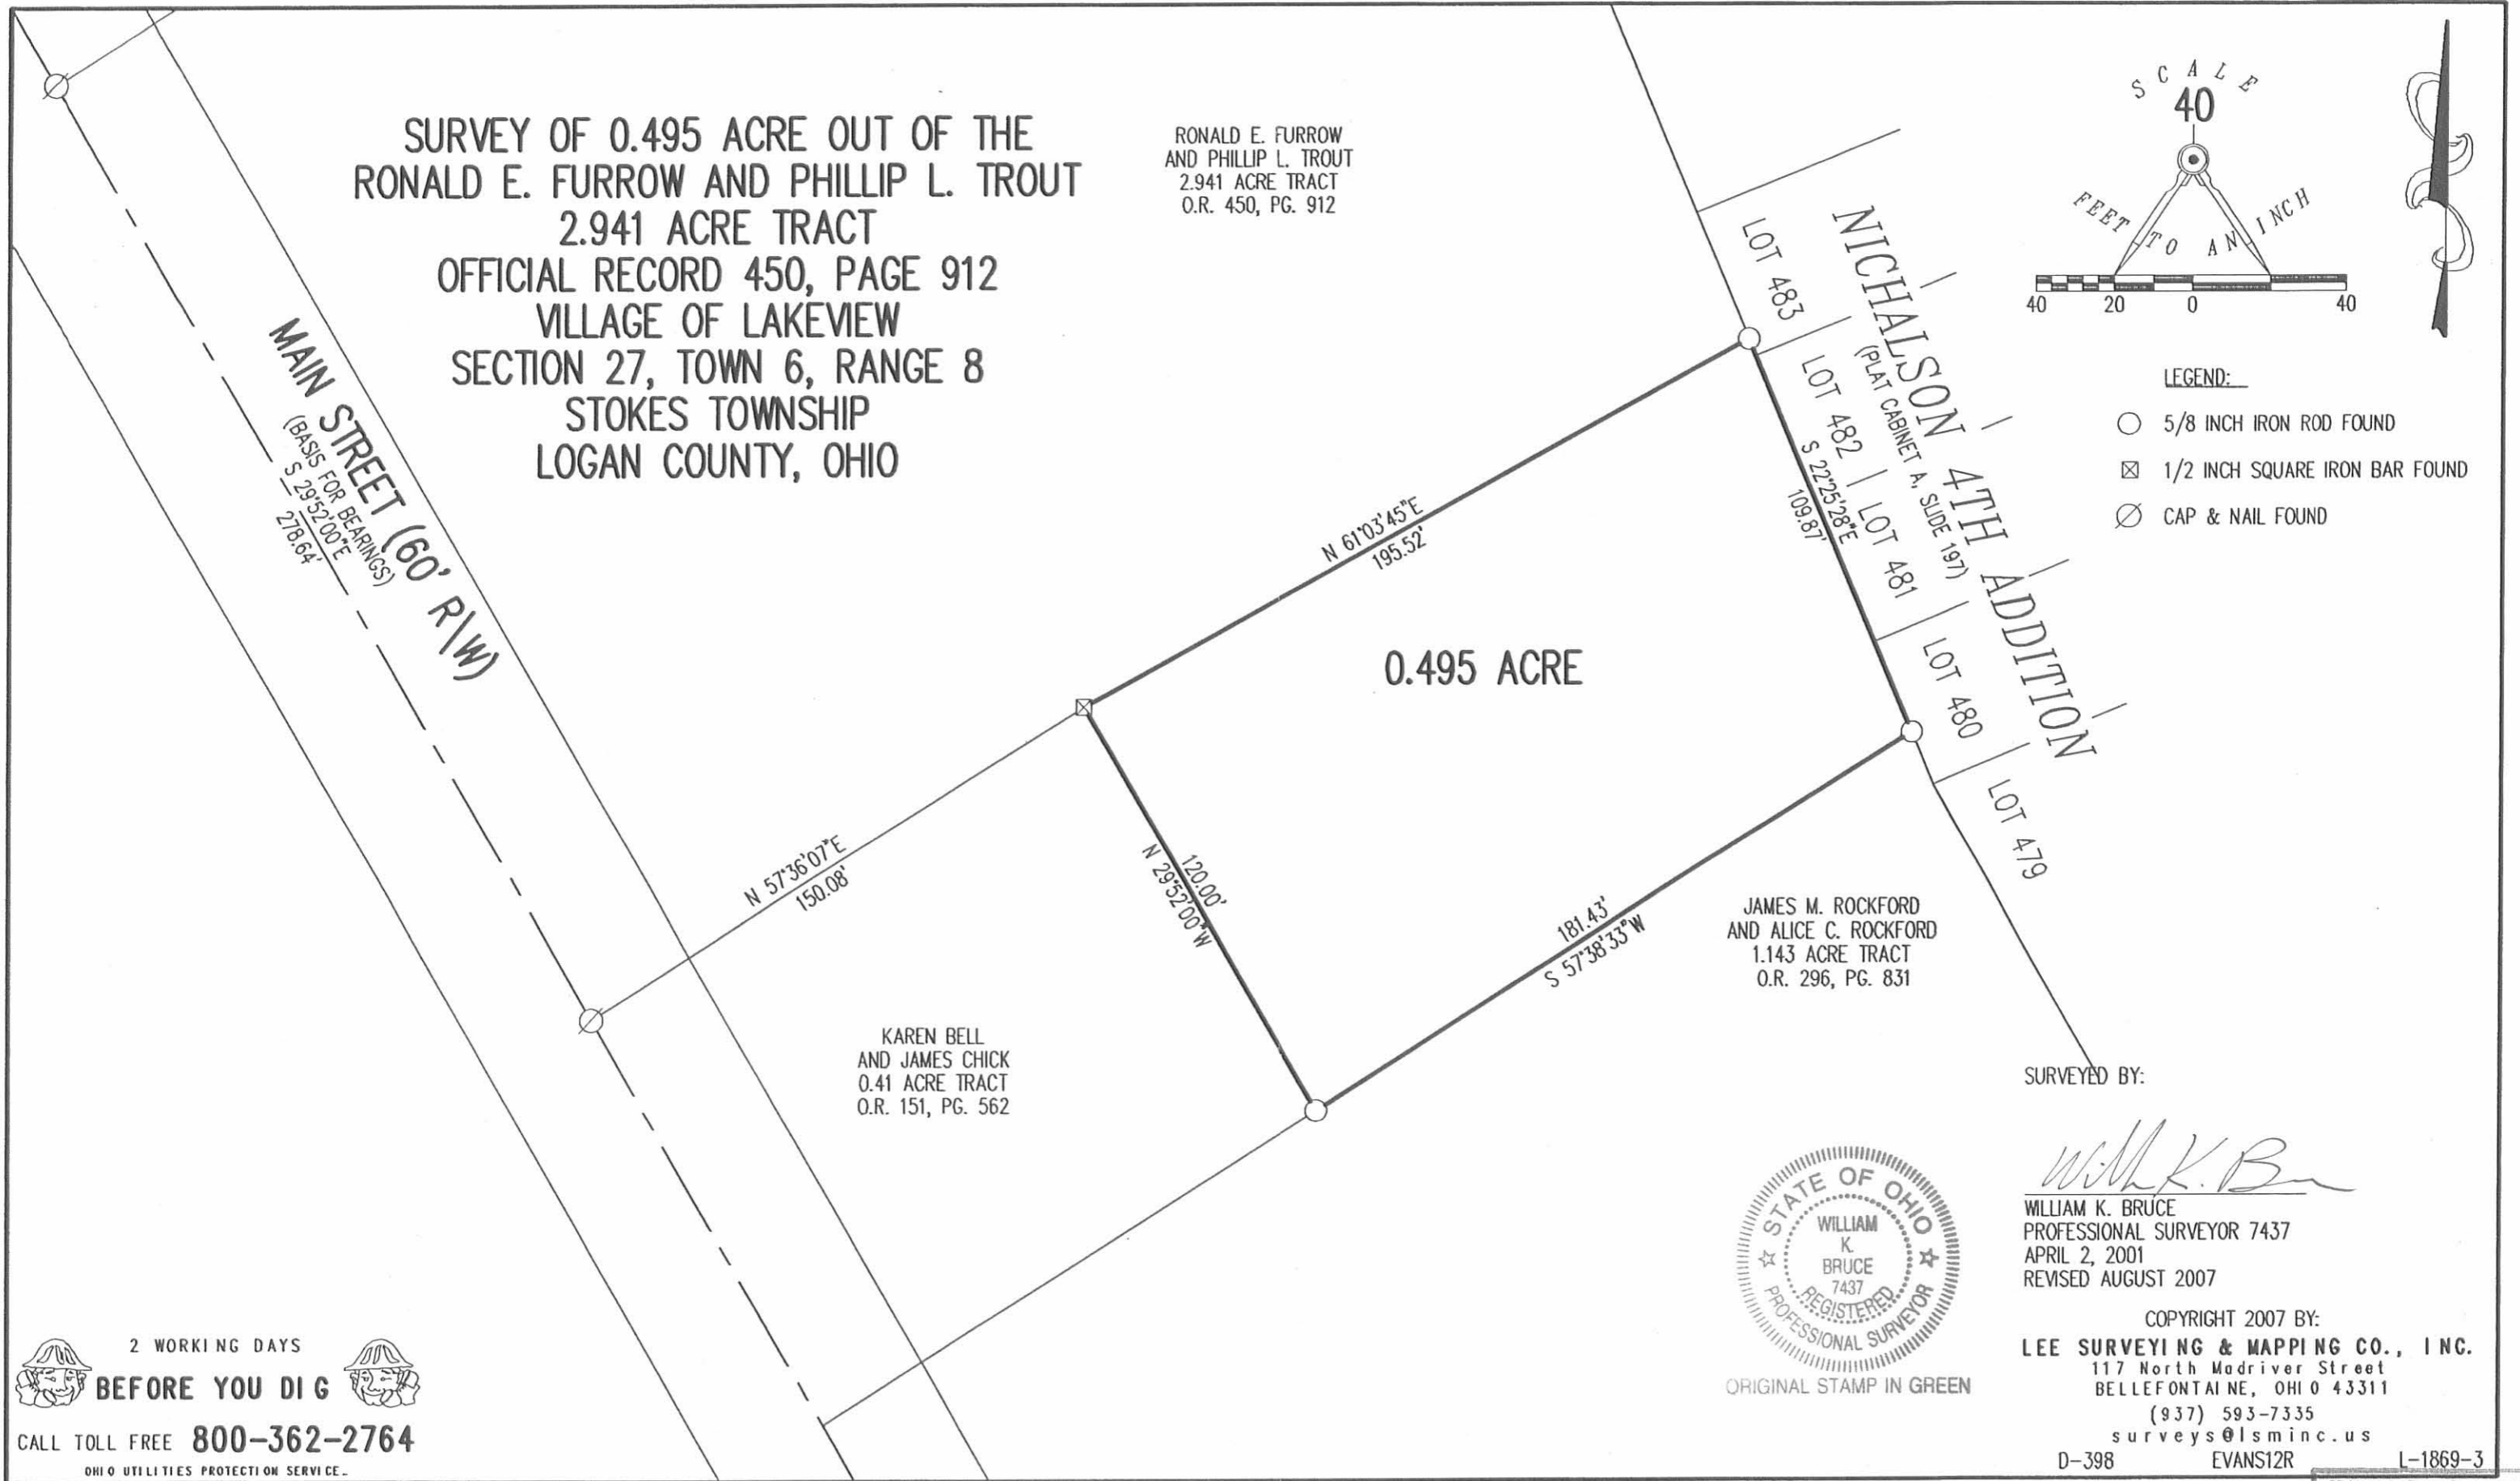 SURVEY OF 0.495 ACRE OUT OF THE
RONALD E. FURROW AND PHILLIP L. TROUT
2.941 ACRE TRACT
OFFICIAL RECORD 450, PAGE 912
VILLAGE OF LAKEVIEW
SECTION 27, TOWN 6, RANGE 8
STOKES TOWNSHIP
LOGAN COUNTY, OHIO
RONALD E. FURROW
AND PHILLIP L. TROUT
2.941 ACRE TRACT
O.R. 450, PG. 912
SCALE
40
FEET TO AN INCH
40 20 0 40
LEGEND:
5/8 INCH IRON ROD FOUND
1/2 INCH SQUARE IRON BAR FOUND
CAP & NAIL FOUND
MAIN STREET (60' R\W)
(BASIS FOR BEARINGS)
S 29°52'00"E
278.64'
NICHALSON 4TH ADDITION
(PLAT CABINET A, SLIDE 197)
LOT 483
LOT 482
LOT 481
LOT 480
LOT 479
S 22°25'28"E
109.87'
N 61°03'45"E
195.52'
0.495 ACRE
N 57°36'07"E
150.08'
120.00'
N 29°52'00"W
181.43'
S 57°38'33"W
JAMES M. ROCKFORD
AND ALICE C. ROCKFORD
1.143 ACRE TRACT
O.R. 296, PG. 831
KAREN BELL
AND JAMES CHICK
0.41 ACRE TRACT
O.R. 151, PG. 562
SURVEYED BY:
WILLIAM K. BRUCE
PROFESSIONAL SURVEYOR 7437
APRIL 2, 2001
REVISED AUGUST 2007
STATE OF OHIO
WILLIAM
K.
BRUCE
7437
REGISTERED
PROFESSIONAL SURVEYOR
ORIGINAL STAMP IN GREEN
COPYRIGHT 2007 BY:
LEE SURVEYING & MAPPING CO., INC.
117 North Madriver Street
BELLEFONTAINE, OHIO 43311
(937) 593-7335
surveys@lsminc.us
D-398 EVANS12R L-1869-3
2 WORKING DAYS
BEFORE YOU DIG
CALL TOLL FREE 800-362-2764
OHIO UTILITIES PROTECTION SERVICE.